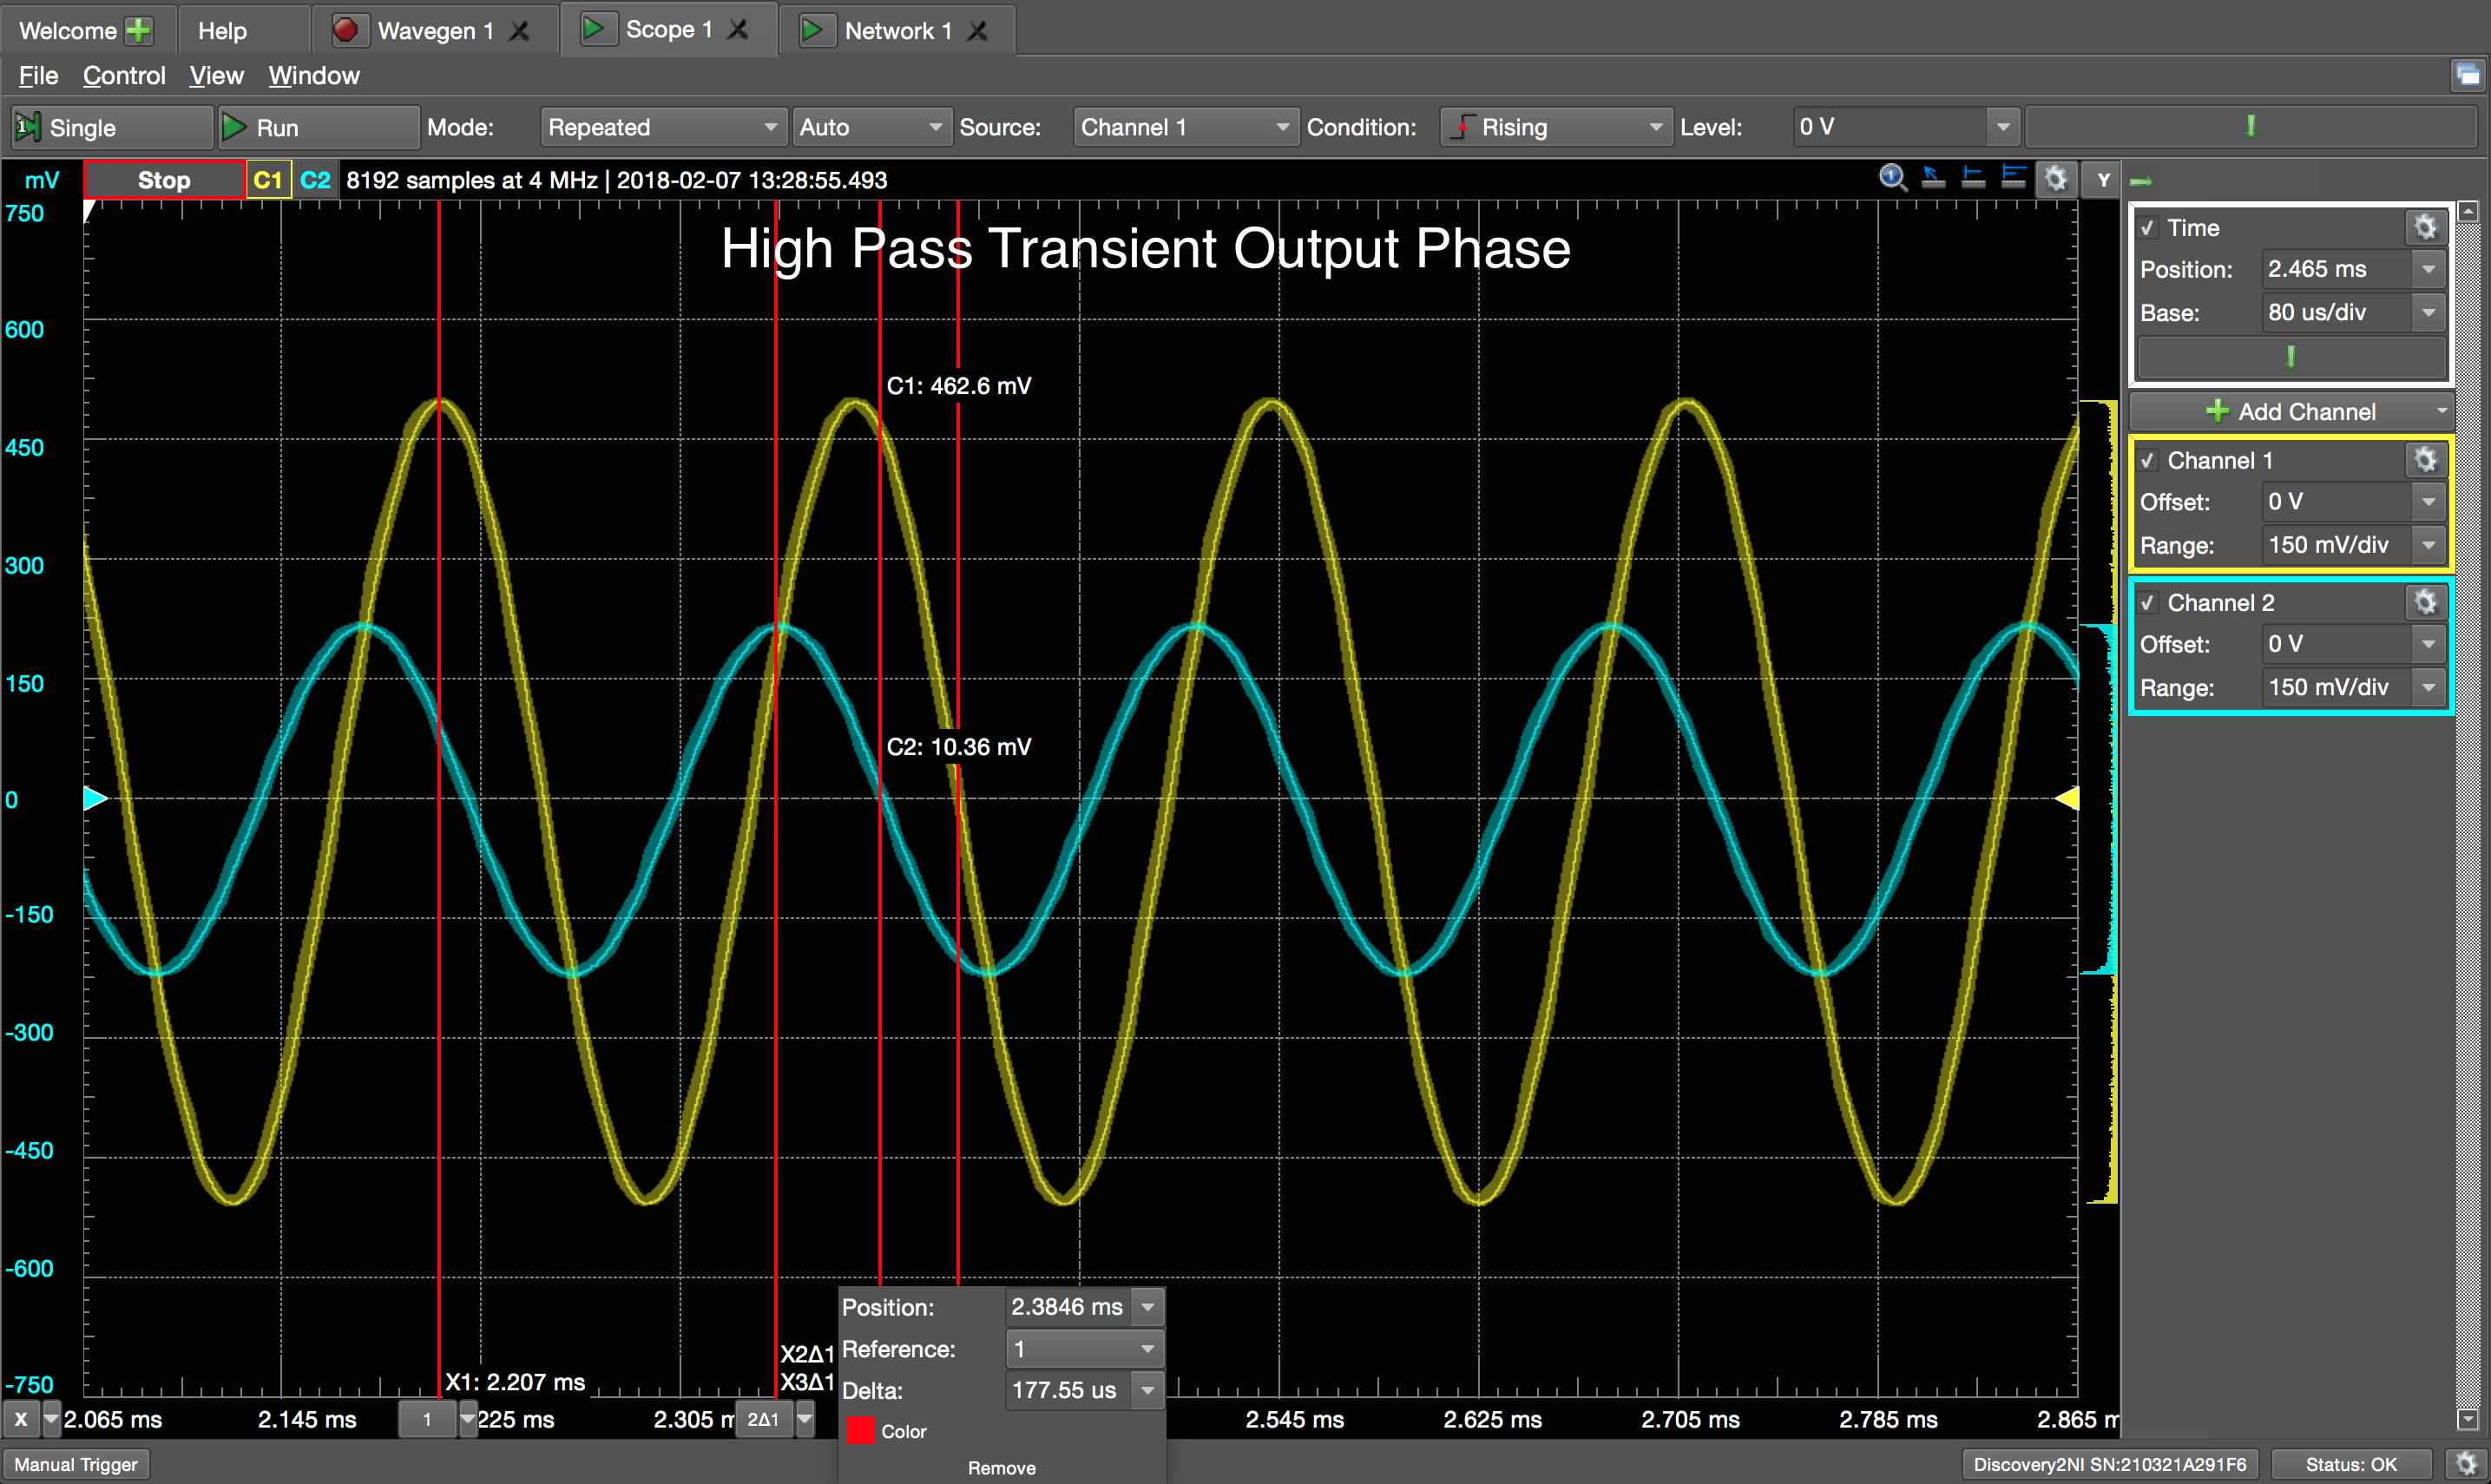 Welcome Help Wavegen 1 Scope 1 Network 1
File Control View Window
1 Single Run Mode: Repeated Auto Source: Channel 1 Condition: Rising Level: 0 V
mV Stop C1 C2 8192 samples at 4 MHz | 2018-02-07 13:28:55.493 Y
High Pass Transient Output Phase
750
600
450
300
150
0
-150
-300
-450
-600
-750
C1: 462.6 mV
C2: 10.36 mV
X1: 2.207 ms
X2Δ1
X3Δ1
Position: 2.3846 ms
Reference: 1
Delta: 177.55 us
Color
Remove
X 2.065 ms 2.145 ms 1 225 ms 2.305 m 2Δ1 2.545 ms 2.625 ms 2.705 ms 2.785 ms 2.865 m
Time
Position: 2.465 ms
Base: 80 us/div
Add Channel
Channel 1
Offset: 0 V
Range: 150 mV/div
Channel 2
Offset: 0 V
Range: 150 mV/div
Manual Trigger Discovery2NI SN:210321A291F6 Status: OK